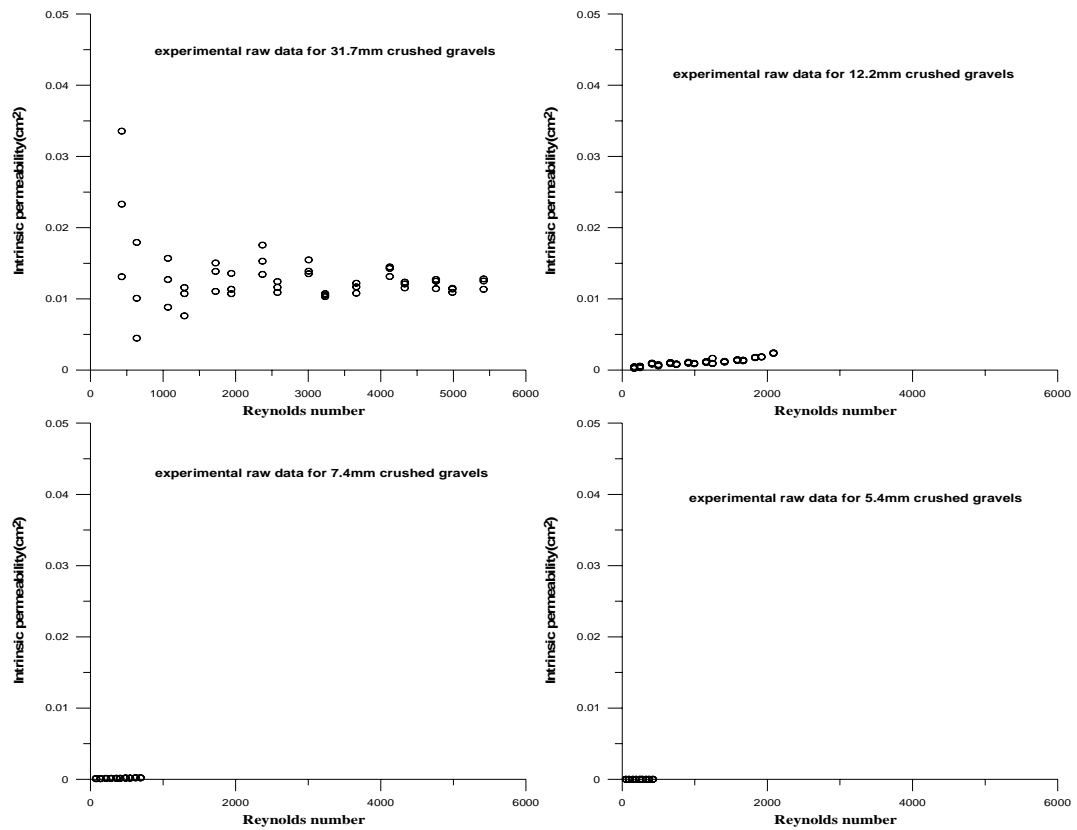 0.05
experimental raw data for 31.7mm crushed gravels
0.04
0.03
0.02
0.01
0
Intrinsic permeability(cm²)
0 1000 2000 3000 4000 5000 6000
Reynolds number
0.05
experimental raw data for 12.2mm crushed gravels
0.04
0.03
0.02
0.01
0
Intrinsic permeability(cm²)
0 2000 4000 6000
Reynolds number
0.05
experimental raw data for 7.4mm crushed gravels
0.04
0.03
0.02
0.01
0
Intrinsic permeability(cm²)
0 2000 4000 6000
Reynolds number
0.05
experimental raw data for 5.4mm crushed gravels
0.04
0.03
0.02
0.01
0
Intrinsic permeability(cm²)
0 2000 4000 6000
Reynolds number